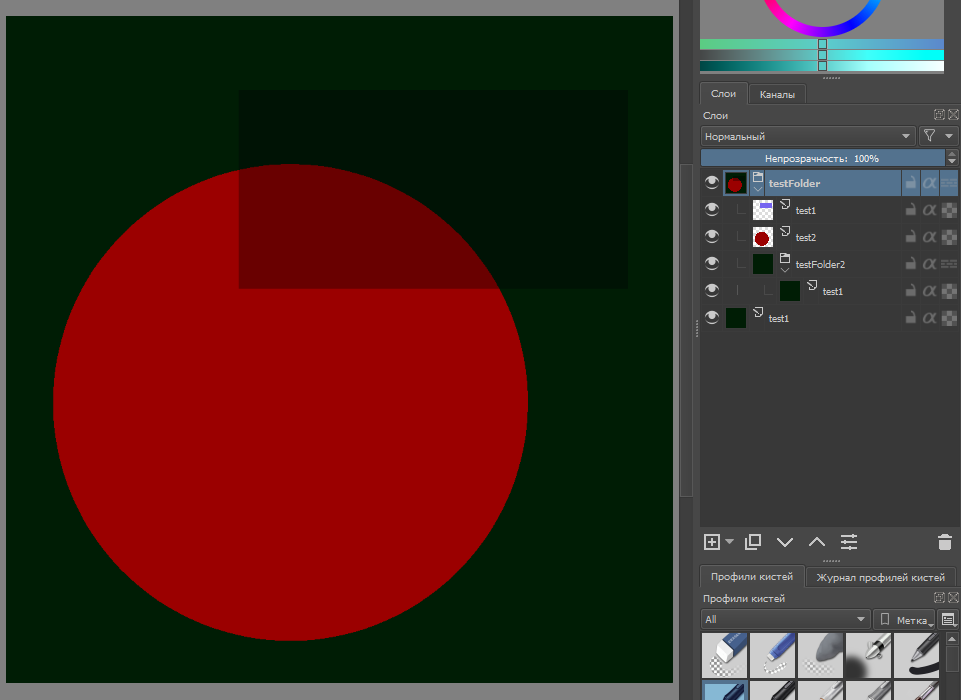 Слои
Каналы
Слои
Нормальный
Непрозрачность: 100%
testFolder
test1
test2
testFolder2
test1
test1
Профили кистей
Журнал профилей кистей
Профили кистей
All
Метка